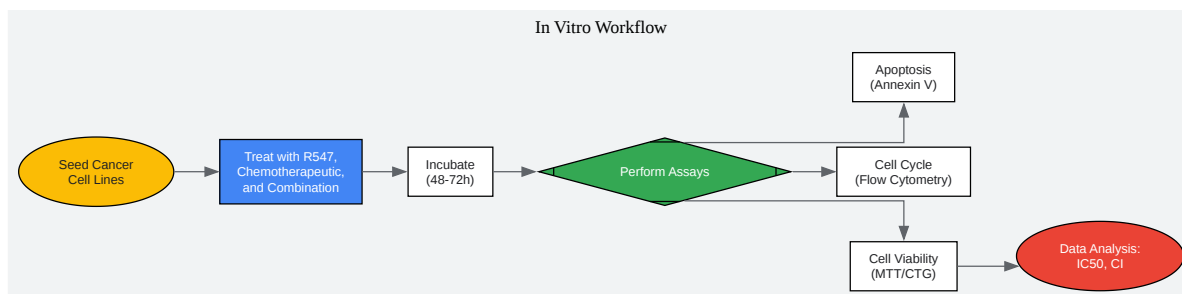 In Vitro Workflow
Seed Cancer
Cell Lines
Treat with R547,
Chemotherapeutic,
and Combination
Incubate
(48-72h)
Perform Assays
Apoptosis
(Annexin V)
Cell Cycle
(Flow Cytometry)
Cell Viability
(MTT/CTG)
Data Analysis:
IC50, CI